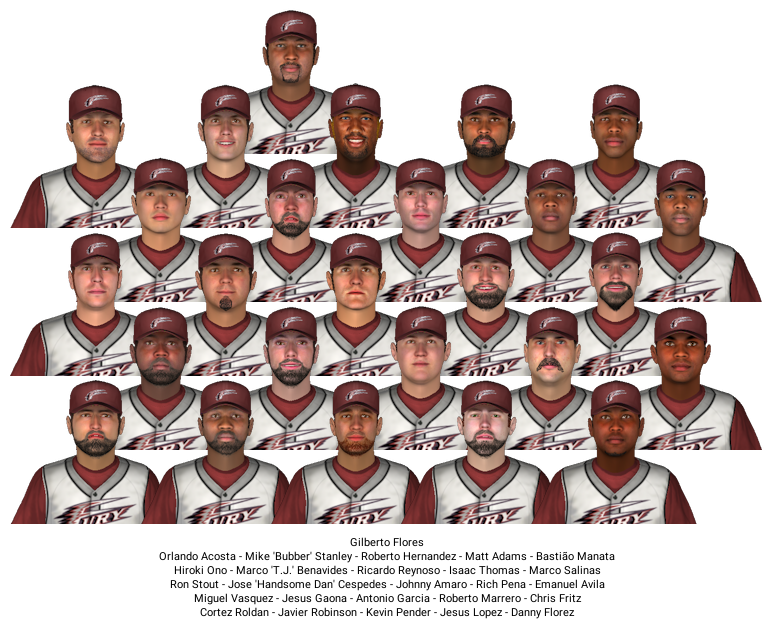 Gilberto Flores
Orlando Acosta - Mike 'Bubber' Stanley - Roberto Hernandez - Matt Adams - Bastião Manata
Hiroki Ono - Marco 'T.J.' Benavides - Ricardo Reynoso - Isaac Thomas - Marco Salinas
Ron Stout - Jose 'Handsome Dan' Cespedes - Johnny Amaro - Rich Pena - Emanuel Avila
Miguel Vasquez - Jesus Gaona - Antonio Garcia - Roberto Marrero - Chris Fritz
Cortez Roldan - Javier Robinson - Kevin Pender - Jesus Lopez - Danny Florez